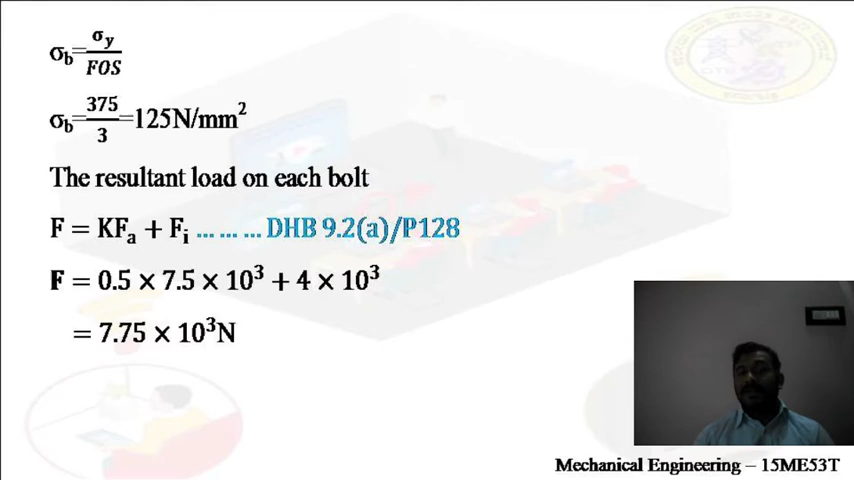 σb=σy/FOS
σb=375/3=125N/mm²
The resultant load on each bolt
F = KFa + Fi ... ... ... DHB 9.2(a)/P128
F = 0.5 × 7.5 × 10³ + 4 × 10³
= 7.75 × 10³N
Mechanical Engineering – 15ME53T